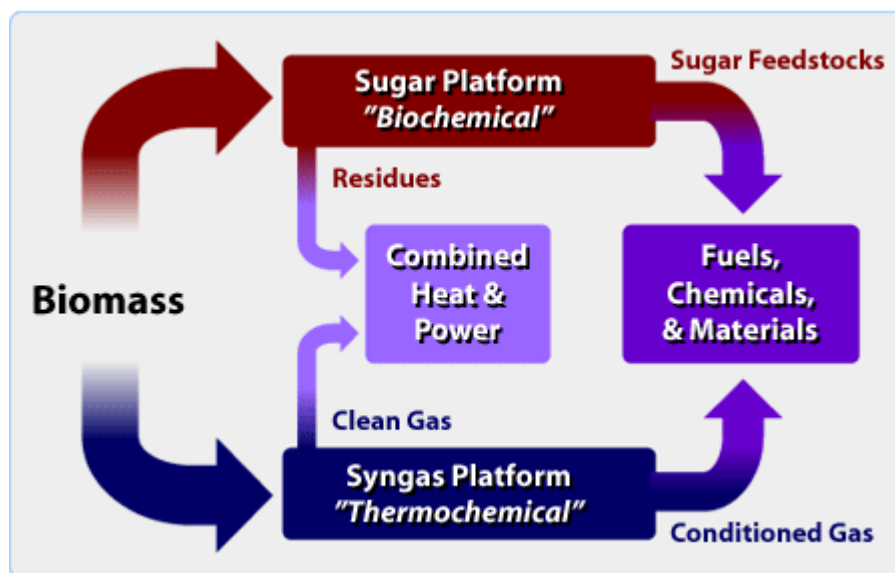 Sugar Platform
"Biochemical"
Sugar Feedstocks
Residues
Biomass
Combined
Heat &
Power
Fuels,
Chemicals,
& Materials
Clean Gas
Syngas Platform
"Thermochemical"
Conditioned Gas